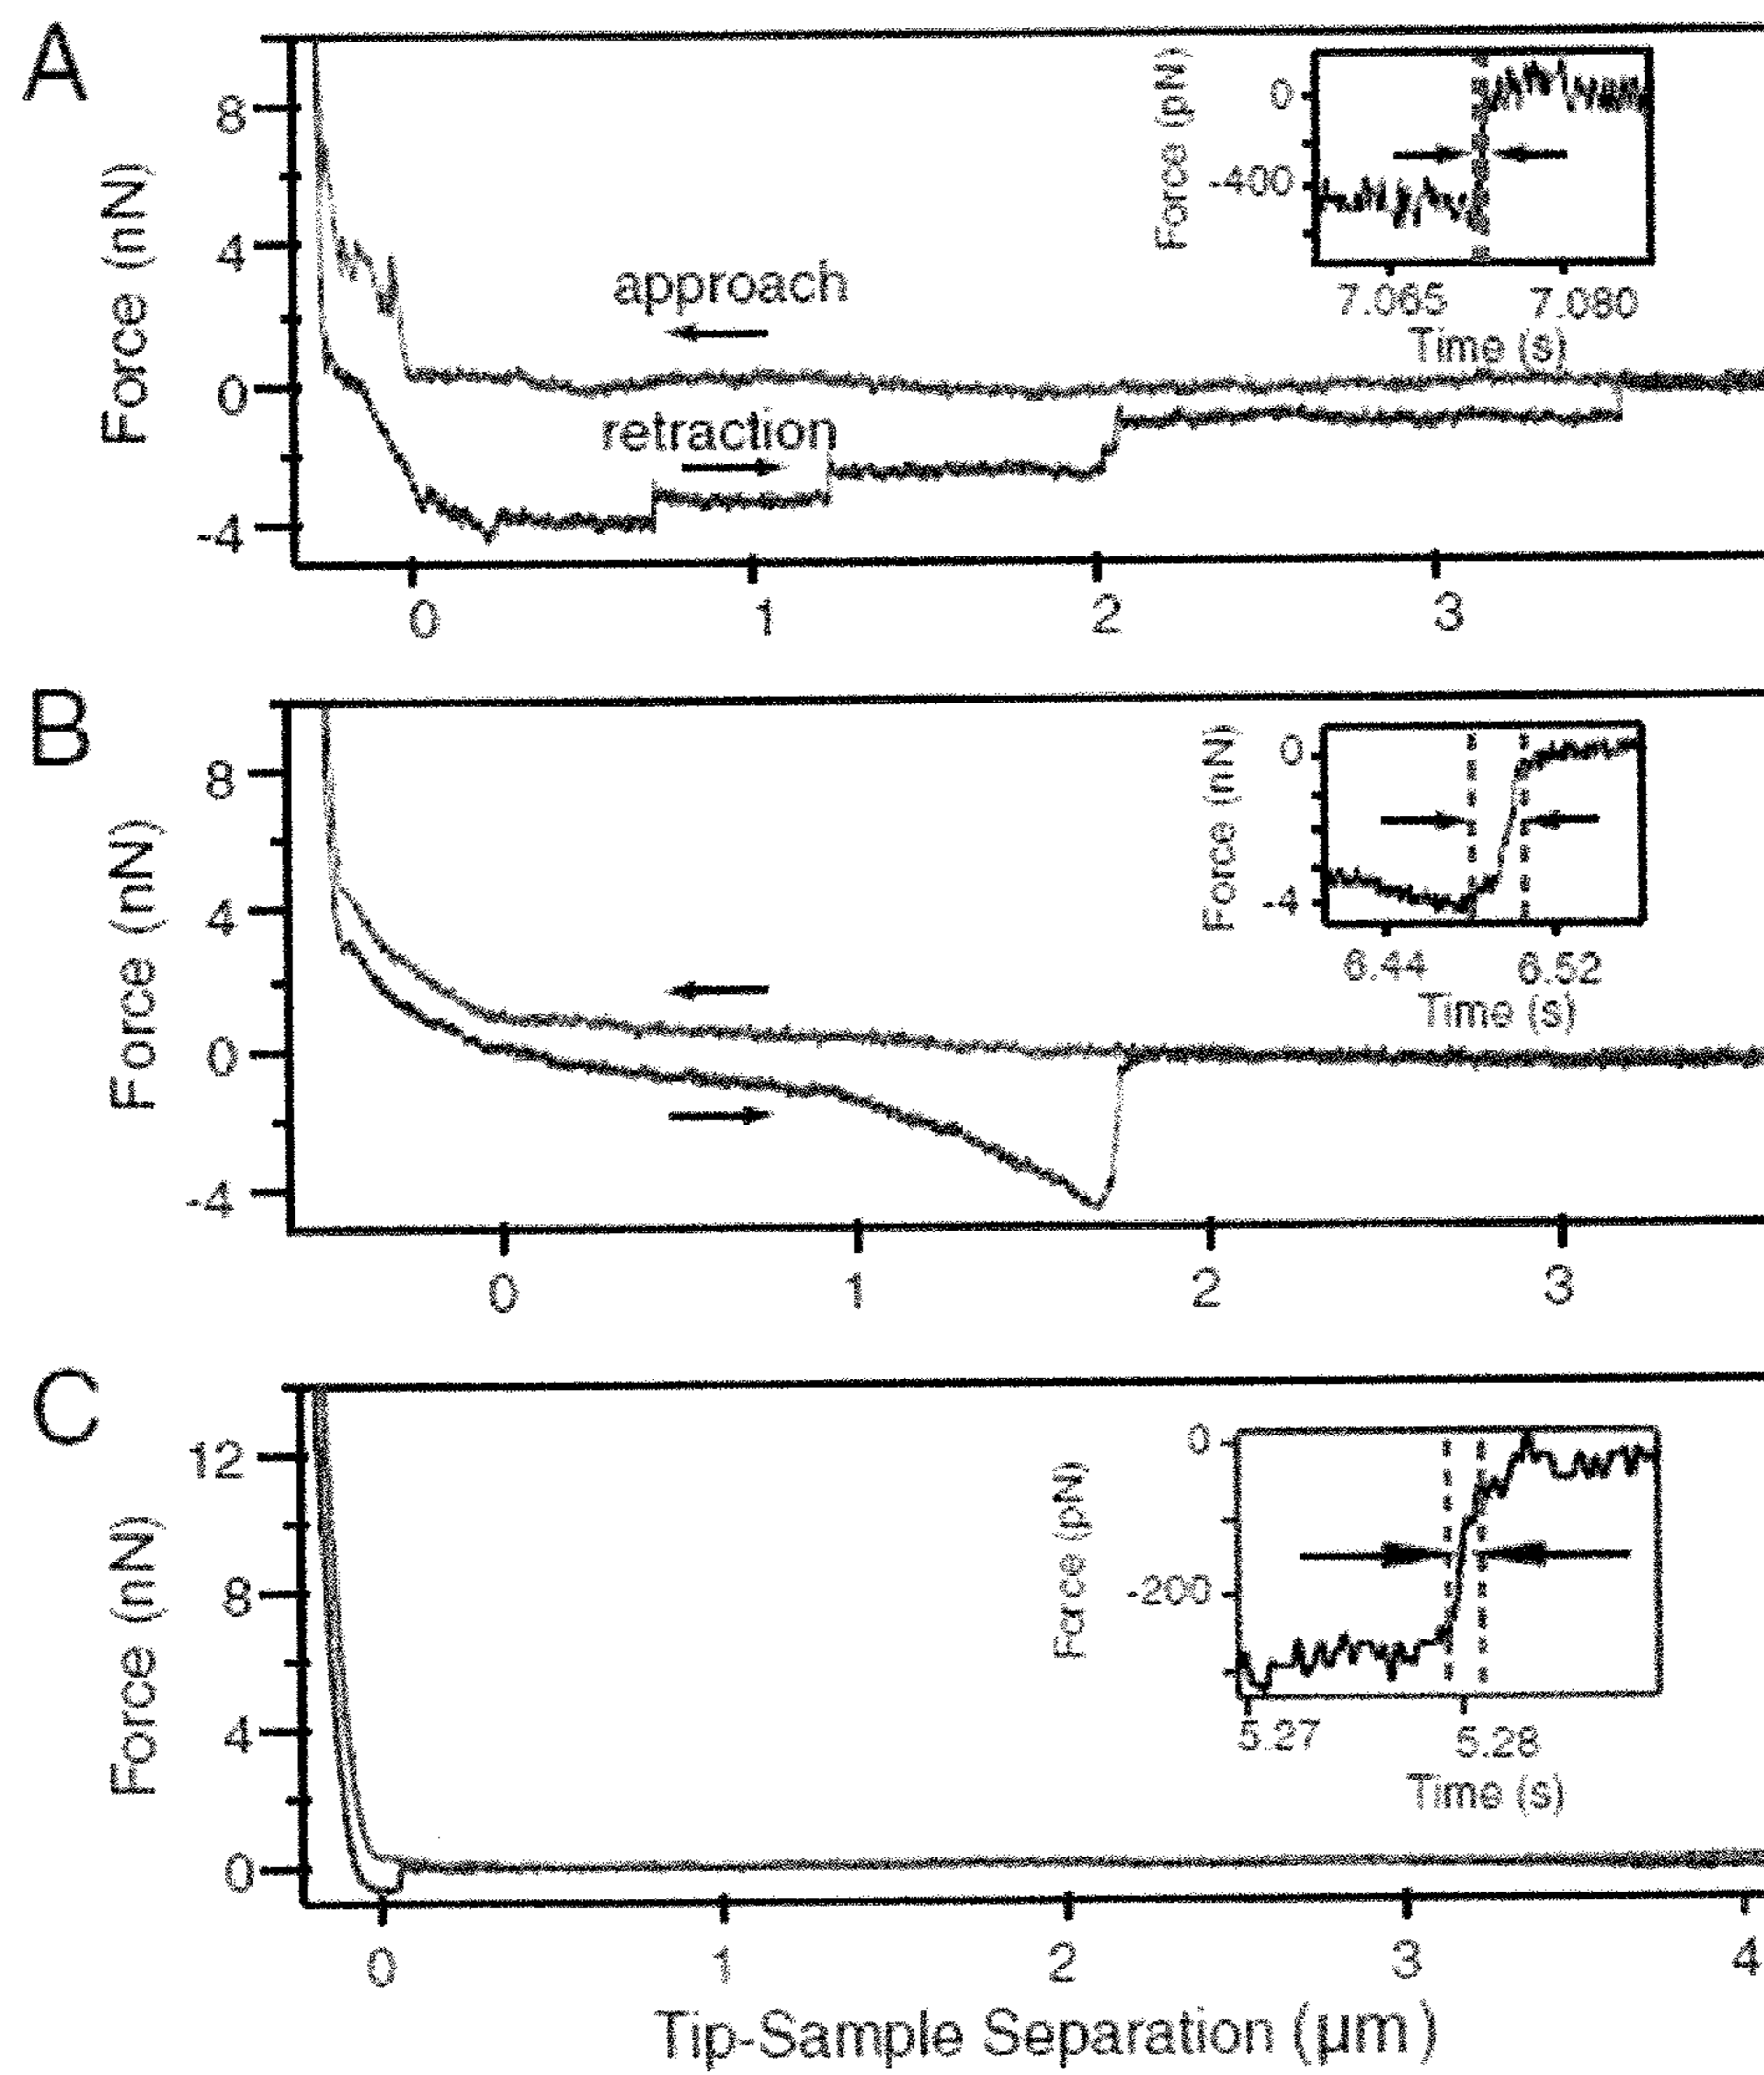 A
Force (nN)
8
4
0
-4
approach
retraction
Force (pN)
0
-400
7.065
7.080
Time (s)
0
1
2
3
B
Force (nN)
8
4
0
-4
Force (nN)
0
-4
6.44
6.52
Time (s)
0
1
2
3
C
Force (nN)
12
8
4
0
Force (pN)
0
-200
5.27
5.28
Time (s)
0
1
2
3
4
Tip-Sample Separation (µm)